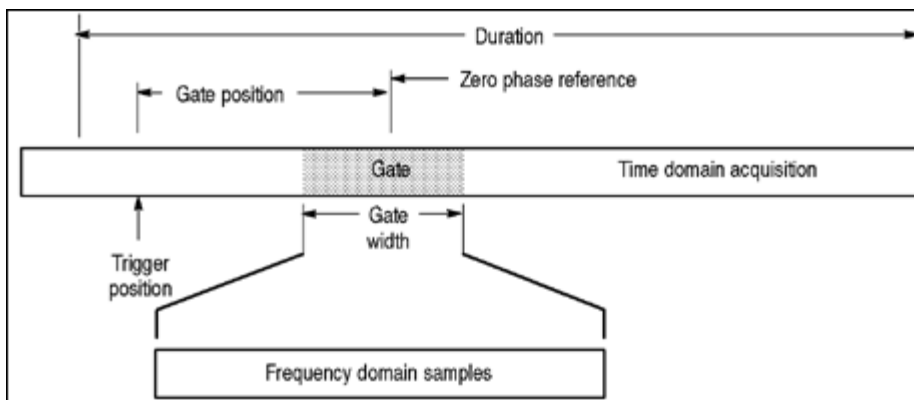 Duration
Zero phase reference
Gate position
Gate
Time domain acquisition
Gate
width
Trigger
position
Frequency domain samples